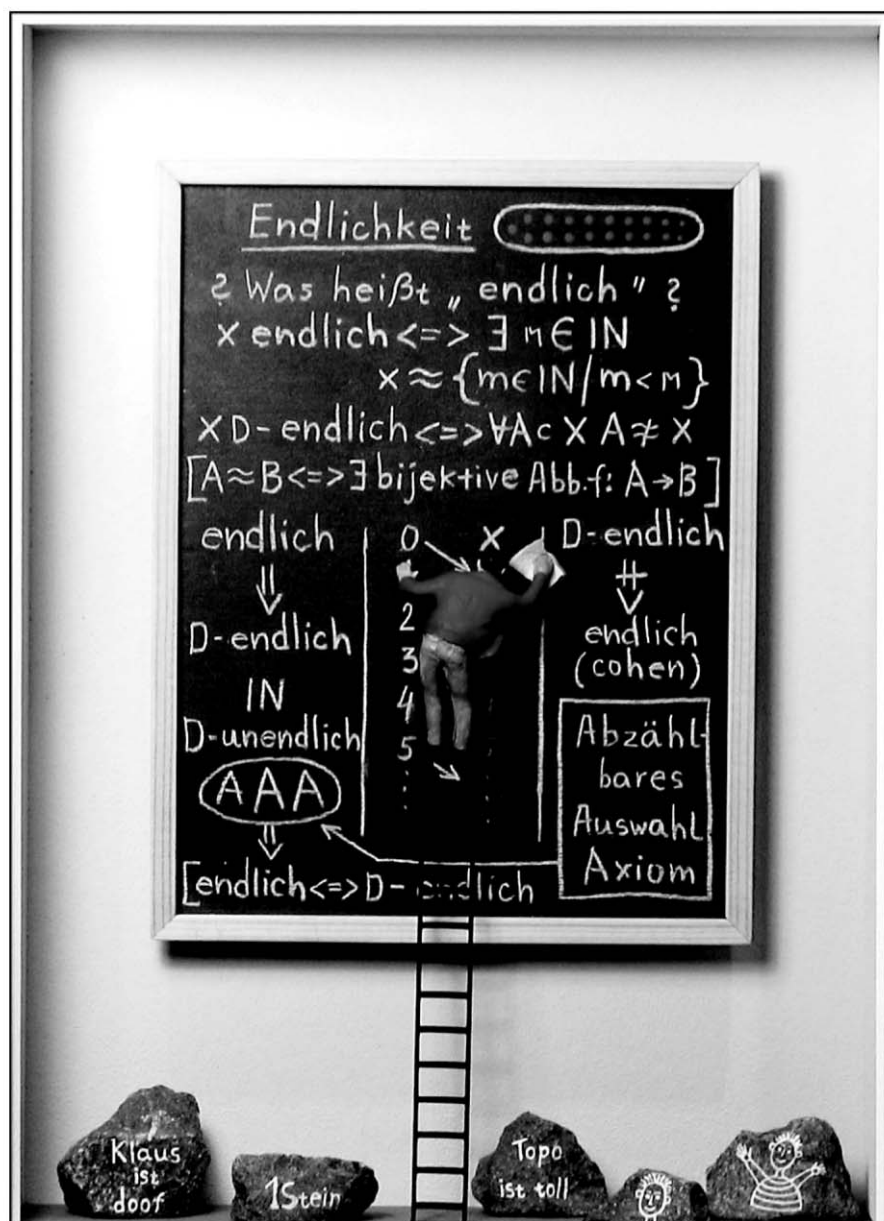 Endlichkeit
? Was heißt „endlich" ?
x endlich <=> ∃ n ∈ IN
x ≈ {m ∈ IN / m < n}
X D-endlich <=> ∀A ⊂ X A ≉ X
[A ≈ B <=> ∃ bijektive Abb. f: A → B]
endlich
⇓
D-endlich
IN
D-unendlich
AAA
⇓
[endlich <=> D-endlich
0 x
2
3
4
5
D-endlich
⇓
endlich
(cohen)
Abzähl-
bares
Auswahl
Axiom
Klaus
ist
doof
1Stein
Topo
ist toll